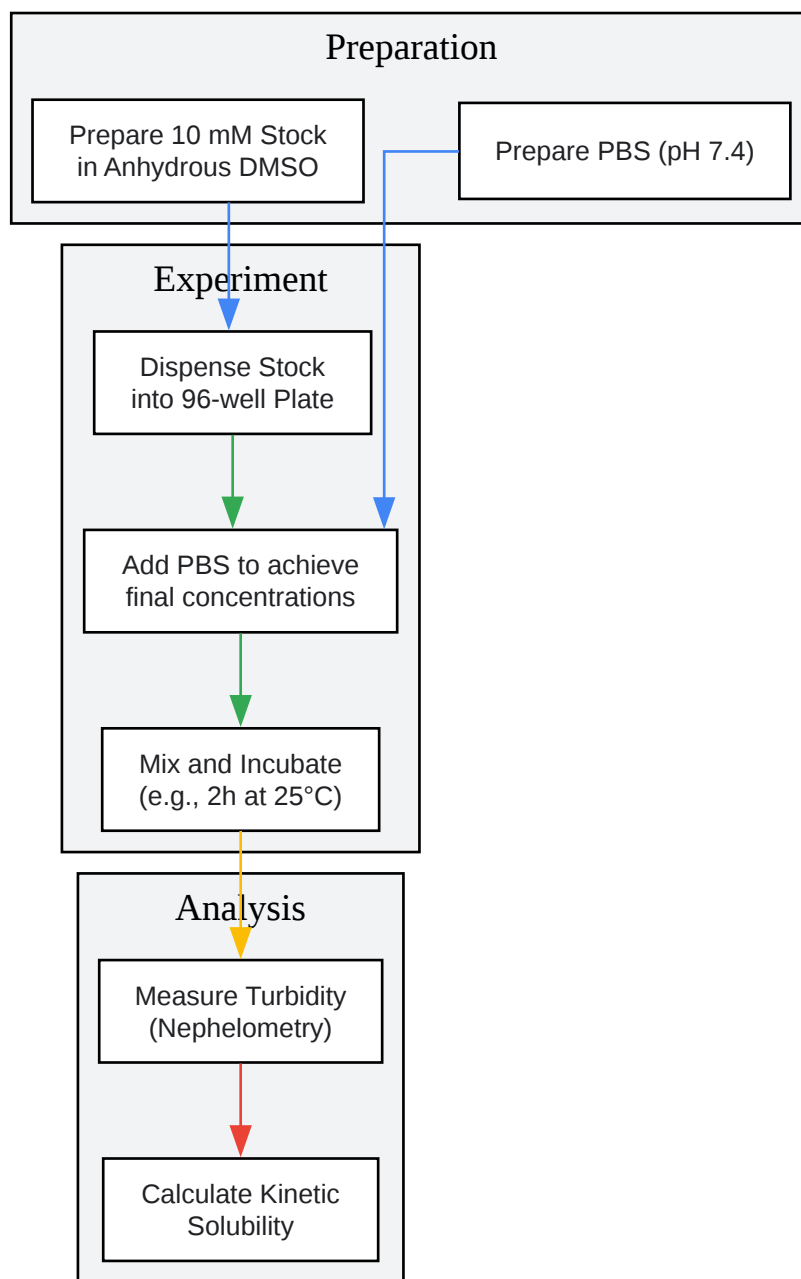 Preparation
Prepare 10 mM Stock
in Anhydrous DMSO
Prepare PBS (pH 7.4)
Experiment
Dispense Stock
into 96-well Plate
Add PBS to achieve
final concentrations
Mix and Incubate
(e.g., 2h at 25°C)
Analysis
Measure Turbidity
(Nephelometry)
Calculate Kinetic
Solubility